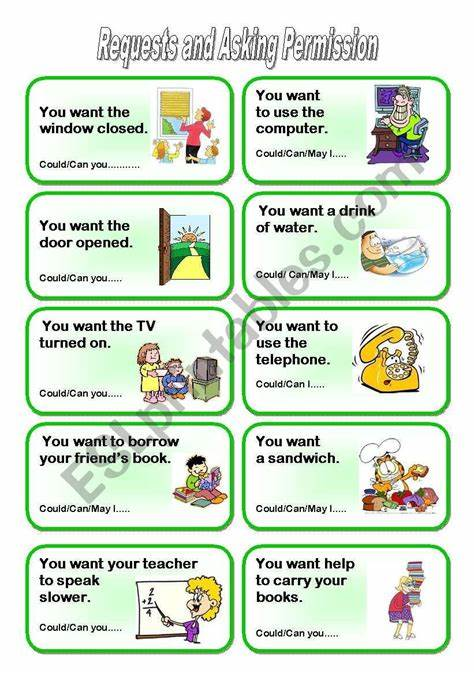 Requests and Asking Permission
You want the
window closed.
Could/Can you...........
You want
to use the
computer.
Could/Can/May I.....
You want the
door opened.
Could/Can you.....
You want a drink
of water.
Could/ Can/May I.....
You want the TV
turned on.
Could/Can you.....
You want to
use the
telephone.
Could/Can I.....
You want to borrow
your friend's book.
Could/Can/May I.....
You want
a sandwich.
Could/Can/May I.....
You want your teacher
to speak
slower.
Could/Can you.....
2
+2
4
You want help
to carry your
books.
Could/Can you.....
ESLprintables.com